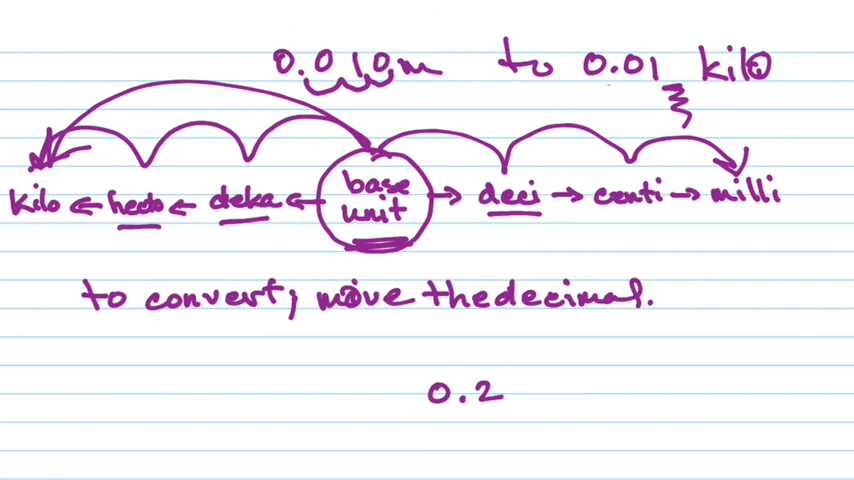 0.010m to 0.01 kilo
kilo ← hecto ← deka ← base unit → deci → centi → milli
to convert, move the decimal.
0.2